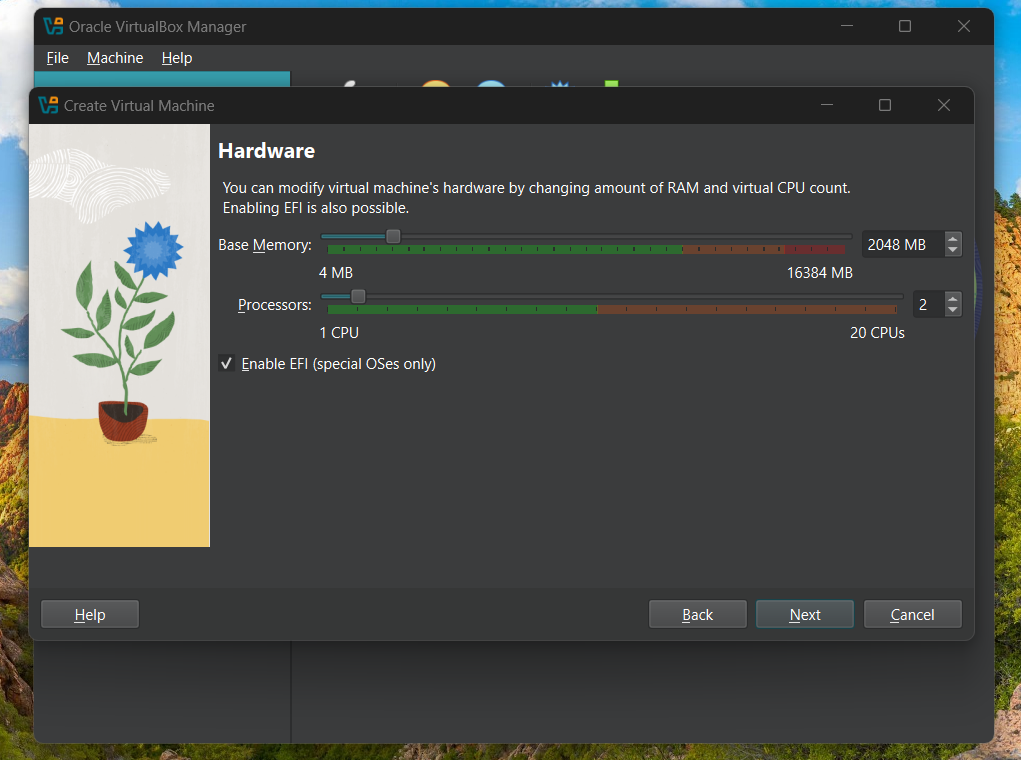 Oracle VirtualBox Manager
File Machine Help
Create Virtual Machine
Hardware
You can modify virtual machine's hardware by changing amount of RAM and virtual CPU count.
Enabling EFI is also possible.
Base Memory: 2048 MB
4 MB 16384 MB
Processors: 2
1 CPU 20 CPUs
Enable EFI (special OSes only)
Help Back Next Cancel